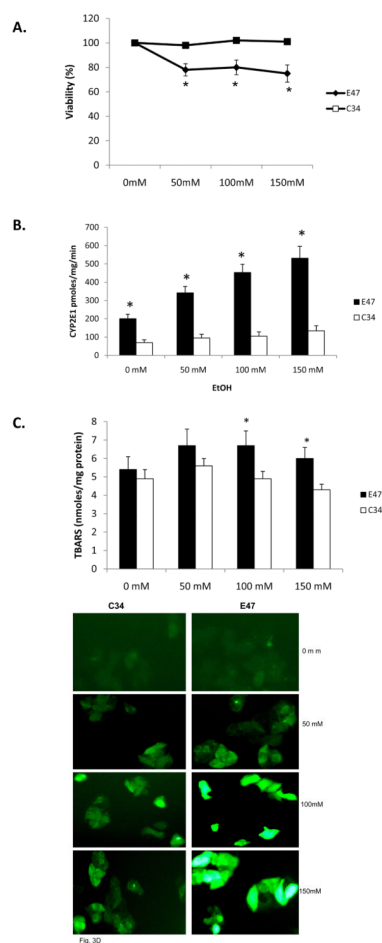 A.
Viability (%)
120
100
80
60
40
20
0
* * *
0mM 50mM 100mM 150mM
E47
C34
B.
CYP2E1 pmoles/mg/min
700
600
500
400
300
200
100
0
* * * *
0 mM 50 mM 100 mM 150 mM
EtOH
E47
C34
C.
TBARS (nmoles/mg protein)
8
7
6
5
4
3
2
1
0
* *
0 mM 50 mM 100 mM 150 mM
E47
C34
C34 E47
0 m m
50 mM
100mM
150mM
Fig. 3D